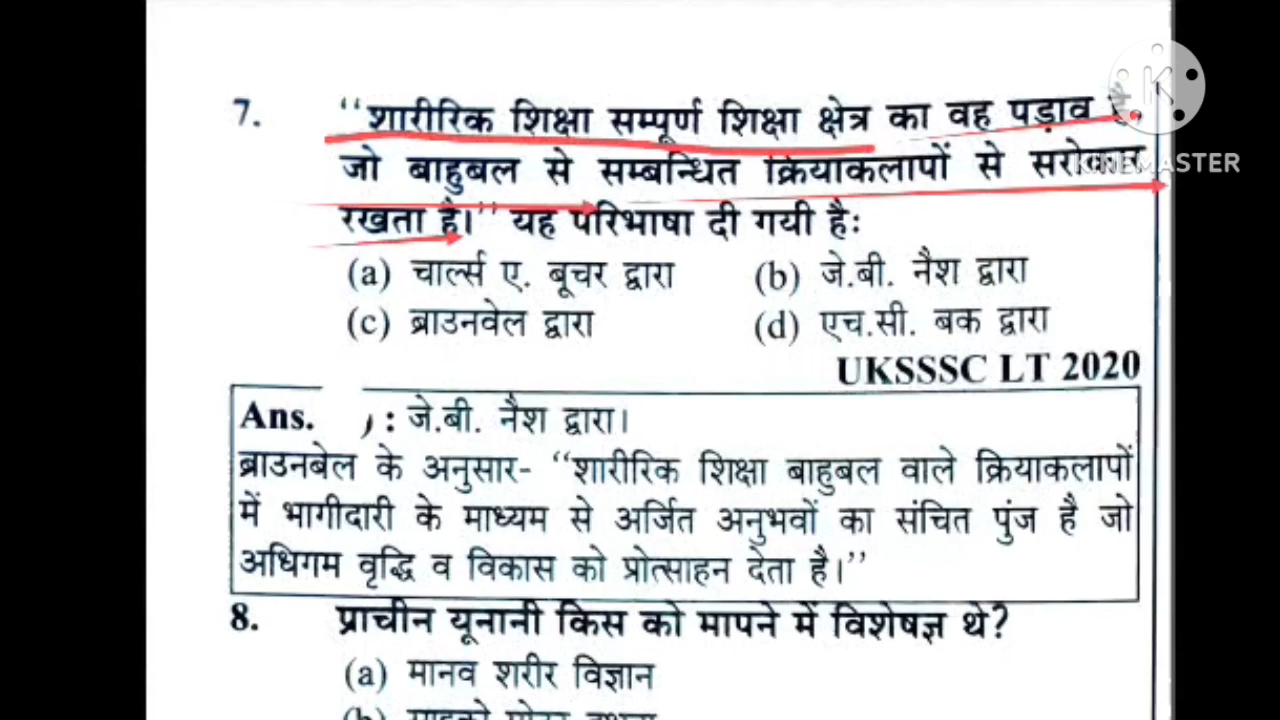 7. ‘‘शारीरिक शिक्षा सम्पूर्ण शिक्षा क्षेत्र का वह पड़ाव है,
जो बाहुबल से सम्बन्धित क्रियाकलापों से सरोकार
KINEMASTER
रखता है।’’ यह परिभाषा दी गयी है:
(a) चार्ल्स ए. बूचर द्वारा (b) जे.बी. नैश द्वारा
(c) ब्राउनवेल द्वारा (d) एच.सी. बक द्वारा
UKSSSC LT 2020
Ans. ) : जे.बी. नैश द्वारा।
ब्राउनबेल के अनुसार- ‘‘शारीरिक शिक्षा बाहुबल वाले क्रियाकलापों
में भागीदारी के माध्यम से अर्जित अनुभवों का संचित पुंज है जो
अधिगम वृद्धि व विकास को प्रोत्साहन देता है।’’
8. प्राचीन यूनानी किस को मापने में विशेषज्ञ थे?
(a) मानव शरीर विज्ञान